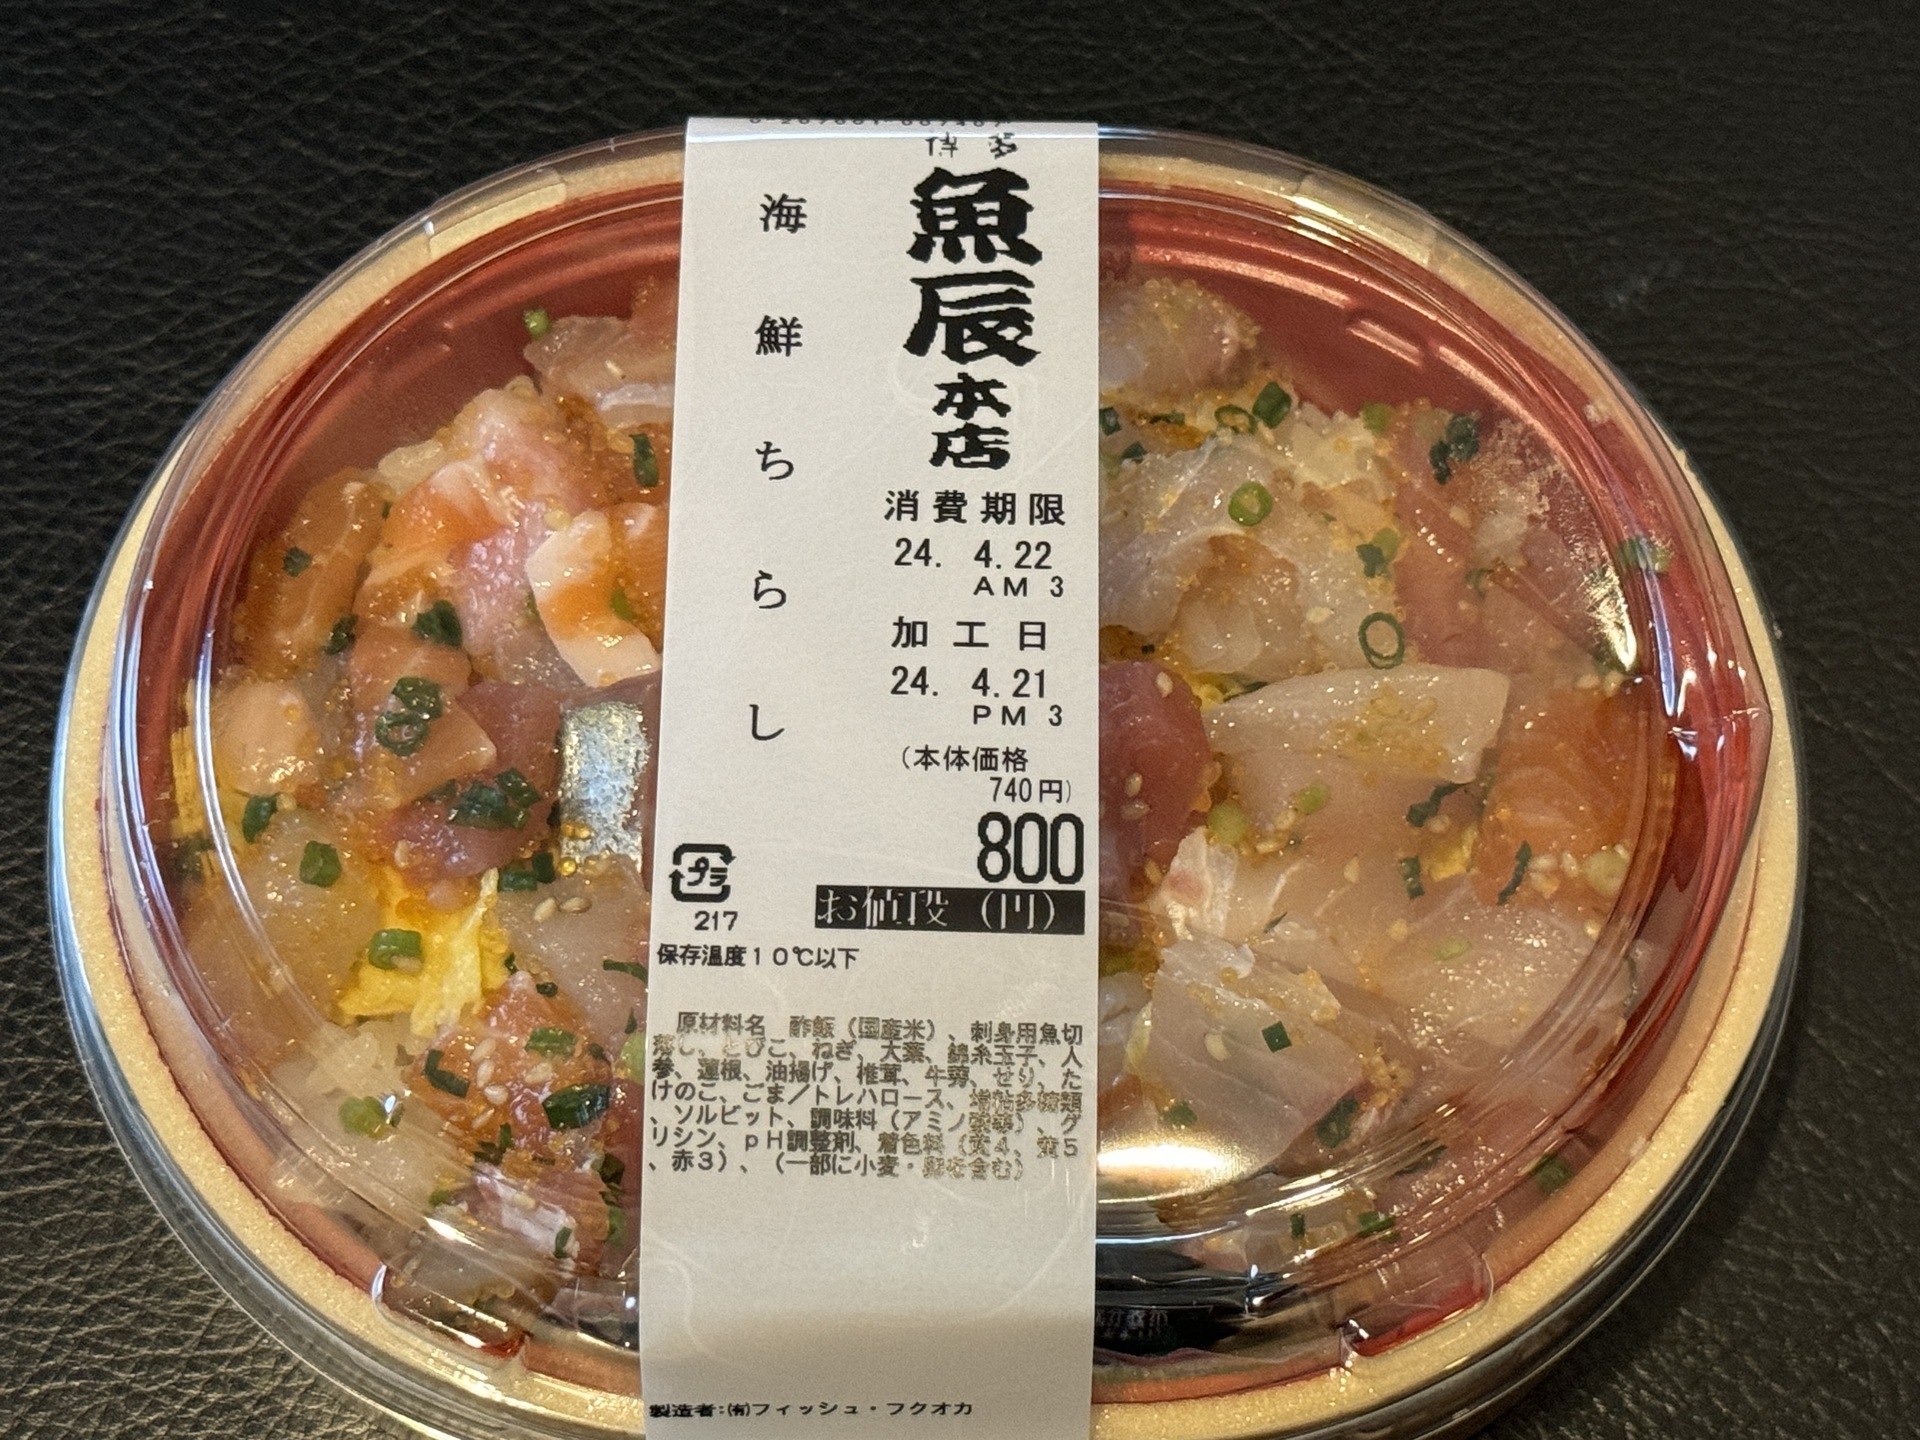 博多
魚辰
本店
海鮮ちらし
消費期限
24. 4.22
AM 3
加工日
24. 4.21
PM 3
(本体価格
740円)
800
お値段(円)
プラ
217
保存温度10℃以下
原材料名 酢飯(国産米)、刺身用魚切
落し、とびこ、ねぎ、大葉、錦糸玉子、人
参、蓮根、油揚げ、椎茸、牛蒡、せり、た
けのこ、ごま/トレハロース、増粘多糖類
、ソルビット、調味料(アミノ酸等)、グ
リシン、pH調整剤、着色料(黄4、黄5
、赤3)、(一部に小麦・卵を含む)
製造者:(有)フィッシュ・フクオカ